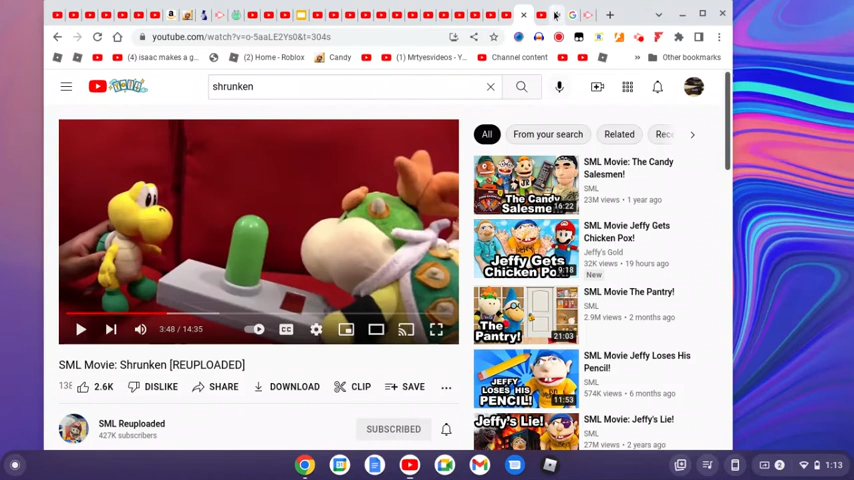 youtube.com/watch?v=o-5aaLE2Ys0&t=304s
(4) isaac makes a g...
(2) Home - Roblox
Candy
(1) Mrtyesvideos - Y...
Channel content
Other bookmarks
shrunken
All
From your search
Related
Rece
SML Movie: The Candy Salesmen!
SML
23M views • 1 year ago
16:22
SML Movie Jeffy Gets Chicken Pox!
Jeffy's Gold
32K views • 19 hours ago
New
JEFFY GETS CHICKEN PO
9:18
SML Movie The Pantry!
SML
2.9M views • 2 months ago
The Pantry!
21:03
SML Movie Jeffy Loses His Pencil!
SML
574K views • 6 months ago
JEFFY LOSES HIS PENCIL!
11:53
SML Movie: Jeffy's Lie!
SML
27M views • 2 years ago
Jeffy's Lie!
3:48 / 14:35
CC
SML Movie: Shrunken [REUPLOADED]
2.6K
DISLIKE
SHARE
DOWNLOAD
CLIP
SAVE
SML Reuploaded
427K subscribers
SUBSCRIBED
2
1:13